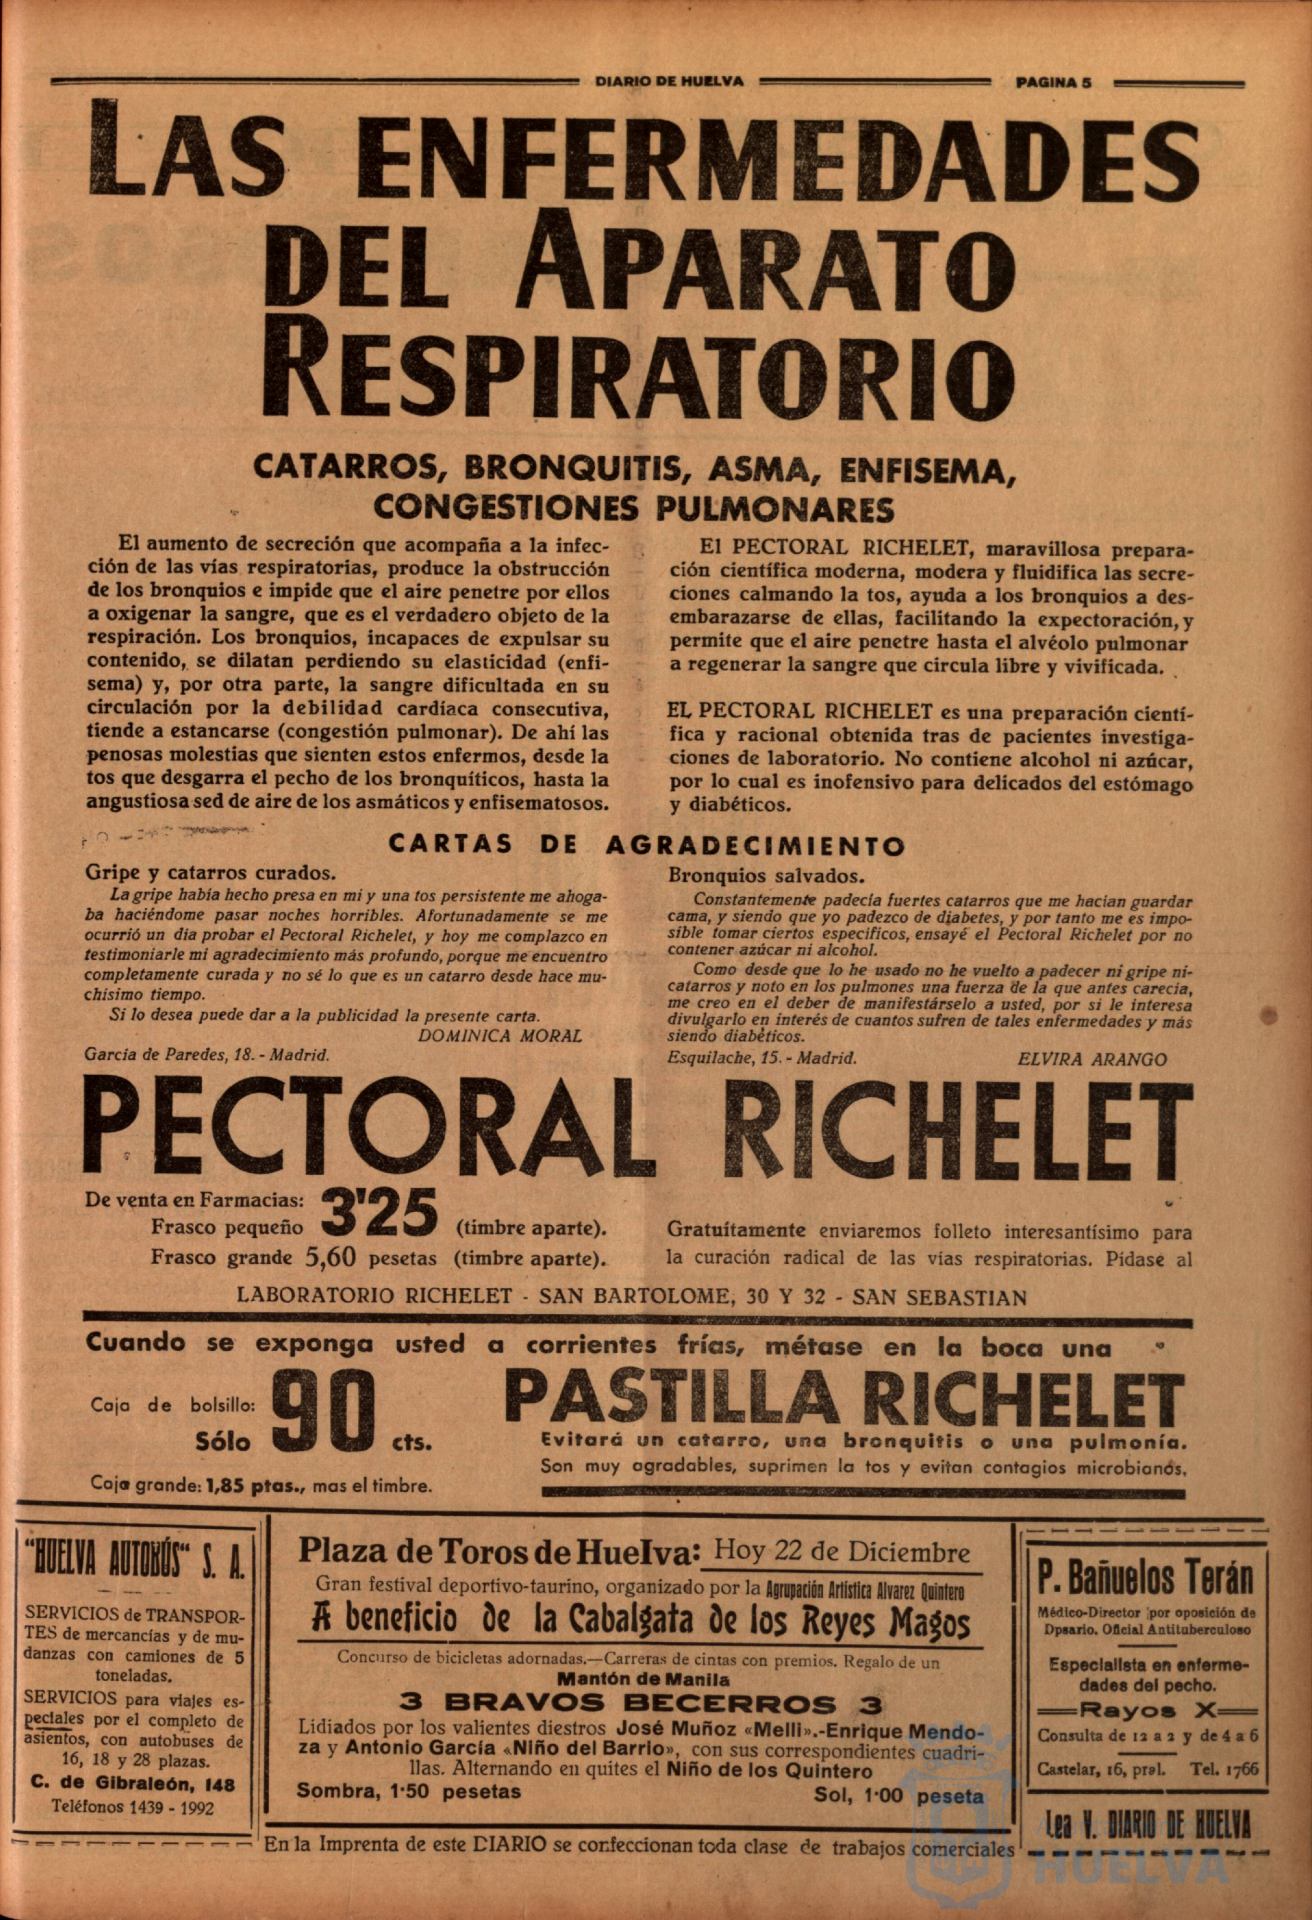 DIARIO DE HUELVA
PAGINA 5
LAS ENFERMEDADES
DEL APARATO
RESPIRATORIO
CATARROS, BRONQUITIS, ASMA, ENFISEMA,
CONGESTIONES PULMONARES
El aumento de secreción que acompaña a la infec-
ción de las vías respiratorias, produce la obstrucción
de los bronquios e impide que el aire penetre por ellos
a oxigenar la sangre, que es el verdadero objeto de la
respiración. Los bronquios, incapaces de expulsar su
contenido, se dilatan perdiendo su elasticidad (enfi-
sema) y, por otra parte, la sangre dificultada en su
circulación por la debilidad cardíaca consecutiva,
tiende a estancarse (congestión pulmonar). De ahí las
penosas molestias que sienten estos enfermos, desde la
tos que desgarra el pecho de los bronquíticos, hasta la
angustiosa sed de aire de los asmáticos y enfisematosos.
El PECTORAL RICHELET, maravillosa prepara-
ción científica moderna, modera y fluidifica las secre-
ciones calmando la tos, ayuda a los bronquios a des-
embarazarse de ellas, facilitando la expectoración, y
permite que el aire penetre hasta el alvéolo pulmonar
a regenerar la sangre que circula libre y vivificada.
EL PECTORAL RICHELET es una preparación cientí-
fica y racional obtenida tras de pacientes investiga-
ciones de laboratorio. No contiene alcohol ni azúcar,
por lo cual es inofensivo para delicados del estómago
y diabéticos.
CARTAS DE AGRADECIMIENTO
Gripe y catarros curados.
La gripe había hecho presa en mi y una tos persistente me ahoga-
ba haciéndome pasar noches horribles. Afortunadamente se me
ocurrió un dia probar el Pectoral Richelet, y hoy me complazco en
testimoniarle mi agradecimiento más profundo, porque me encuentro
completamente curada y no sé lo que es un catarro desde hace mu-
chisimo tiempo.
Si lo desea puede dar a la publicidad la presente carta.
DOMINICA MORAL
Garcia de Paredes, 18. - Madrid.
Bronquios salvados.
Constantemente padecía fuertes catarros que me hacian guardar
cama, y siendo que yo padezco de diabetes, y por tanto me es impo-
sible tomar ciertos especificos, ensayé el Pectoral Richelet por no
contener azúcar ni alcohol.
Como desde que lo he usado no he vuelto a padecer ni gripe ni-
catarros y noto en los pulmones una fuerza de la que antes carecia,
me creo en el deber de manifestárselo a usted, por si le interesa
divulgarlo en interés de cuantos sufren de tales enfermedades y más
siendo diabéticos.
Esquilache, 15. - Madrid. ELVIRA ARANGO
PECTORAL RICHELET
De venta en Farmacias:
Frasco pequeño 3'25 (timbre aparte).
Frasco grande 5,60 pesetas (timbre aparte).
Gratuítamente enviaremos folleto interesantísimo para
la curación radical de las vías respiratorias. Pídase al
LABORATORIO RICHELET - SAN BARTOLOME, 30 Y 32 - SAN SEBASTIAN
Cuando se exponga usted a corrientes frías, métase en la boca una
Caja de bolsillo:
Sólo 90 cts.
Caja grande: 1,85 ptas., mas el timbre.
PASTILLA RICHELET
Evitará un catarro, una bronquitis o una pulmonía.
Son muy agradables, suprimen la tos y evitan contagios microbianos.
"HUELVA AUTOBÚS" S. A.
SERVICIOS de TRANSPOR-
TES de mercancías y de mu-
danzas con camiones de 5
toneladas.
SERVICIOS para viajes es-
peciales por el completo de
asientos, con autobuses de
16, 18 y 28 plazas.
C. de Gibraleón, 148
Teléfonos 1439 - 1992
Plaza de Toros de Huelva: Hoy 22 de Diciembre
Gran festival deportivo-taurino, organizado por la Agrupación Artística Alvarez Quintero
A beneficio de la Cabalgata de los Reyes Magos
Concurso de bicicletas adornadas.—Carreras de cintas con premios. Regalo de un
Mantón de Manila
3 BRAVOS BECERROS 3
Lidiados por los valientes diestros José Muñoz «Melli».-Enrique Mendo-
za y Antonio García «Niño del Barrio», con sus correspondientes cuadri-
llas. Alternando en quites el Niño de los Quintero
Sombra, 1·50 pesetas Sol, 1·00 peseta
P. Bañuelos Terán
Médico-Director por oposición de
Dpsario. Oficial Antituberculoso
Especialista en enferme-
dades del pecho.
Rayos X
Consulta de 12 a 2 y de 4 a 6
Castelar, 16, pral. Tel. 1766
Lea V. DIARIO DE HUELVA
En la Imprenta de este DIARIO se confeccionan toda clase de trabajos comerciales
HUELVA